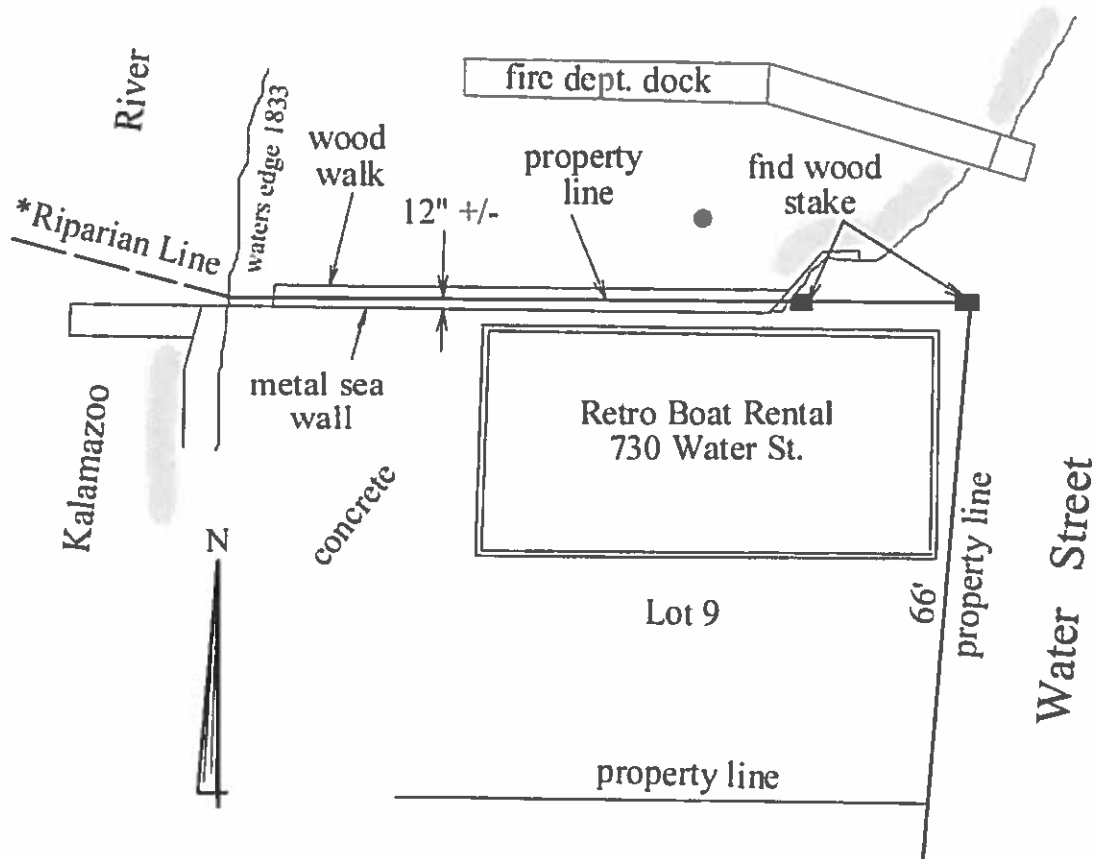 River
waters edge 1833
fire dept. dock
wood
walk
property
line
fnd wood
stake
12" +/-
*Riparian Line
metal sea
wall
Kalamazoo
concrete
Retro Boat Rental
730 Water St.
N
Lot 9
66'
property line
Water Street
property line